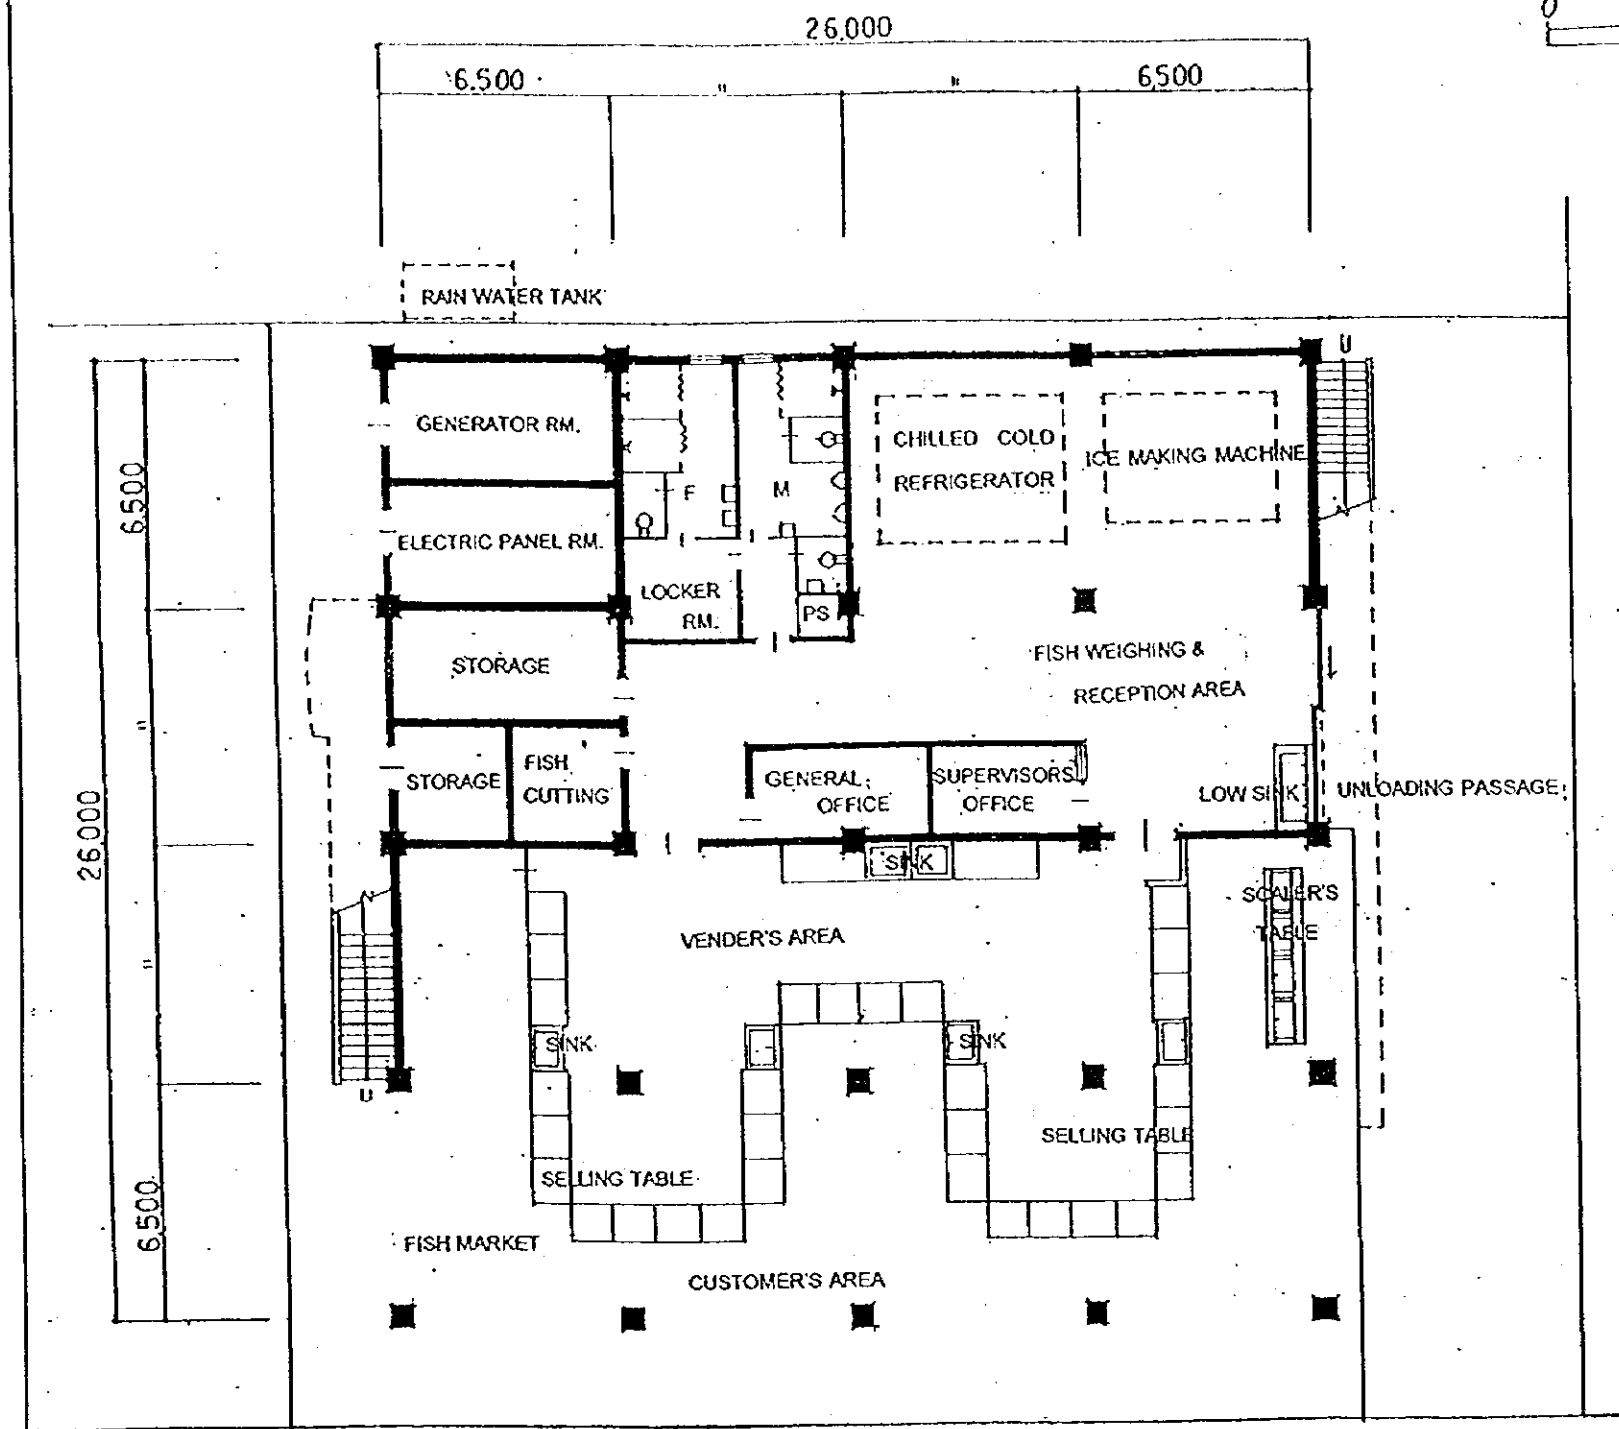 0
26,000
6,500
"
"
6,500
RAIN WATER TANK
U
GENERATOR RM.
CHILLED COLD
REFRIGERATOR
ICE MAKING MACHINE
F
M
6,500
ELECTRIC PANEL RM.
LOCKER
RM.
PS
STORAGE
FISH WEIGHING &
RECEPTION AREA
"
STORAGE
FISH
CUTTING
GENERAL
OFFICE
SUPERVISORS
OFFICE
LOW SINK
UNLOADING PASSAGE
26,000
SINK
SCALER'S
TABLE
VENDER'S AREA
"
SINK
SINK
U
SELLING TABLE
SELLING TABLE
6,500
FISH MARKET
CUSTOMER'S AREA